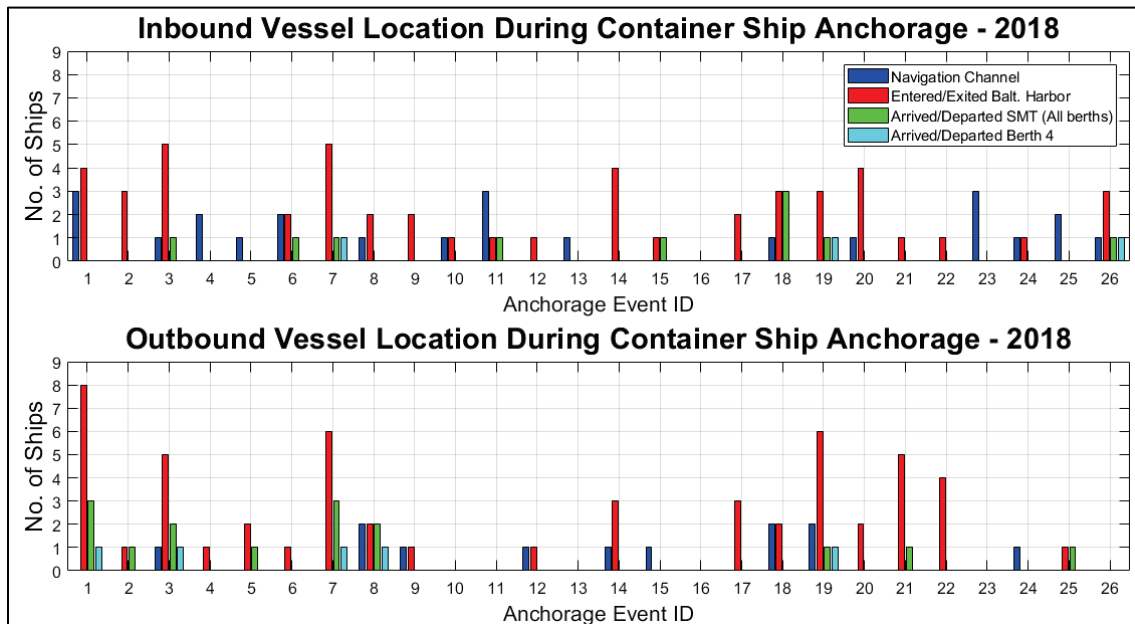 Inbound Vessel Location During Container Ship Anchorage - 2018
No. of Ships
9
8
7
6
5
4
3
2
1
0
Navigation Channel
Entered/Exited Balt. Harbor
Arrived/Departed SMT (All berths)
Arrived/Departed Berth 4
1 2 3 4 5 6 7 8 9 10 11 12 13 14 15 16 17 18 19 20 21 22 23 24 25 26
Anchorage Event ID
Outbound Vessel Location During Container Ship Anchorage - 2018
No. of Ships
9
8
7
6
5
4
3
2
1
0
1 2 3 4 5 6 7 8 9 10 11 12 13 14 15 16 17 18 19 20 21 22 23 24 25 26
Anchorage Event ID